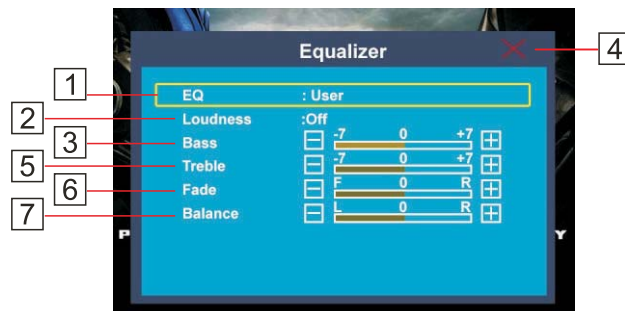 Equalizer
4
1
EQ : User
2
Loudness :Off
3
Bass -7 0 +7
5
Treble -7 0 +7
6
Fade F 0 R
7
Balance L 0 R
P Y